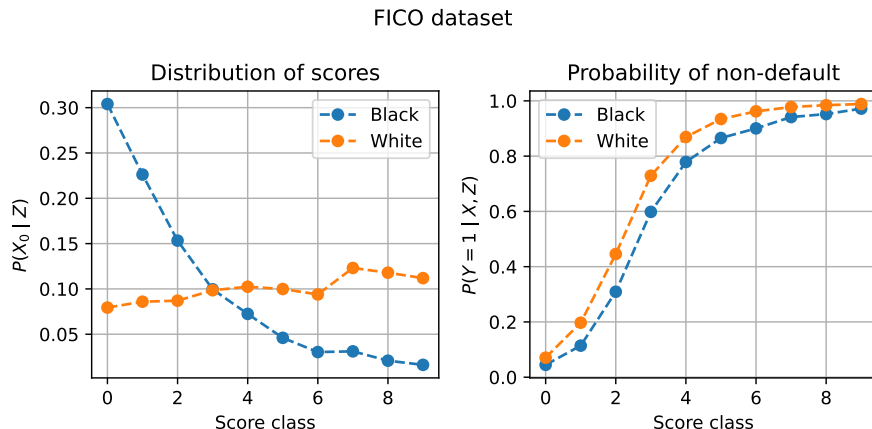 FICO dataset
Distribution of scores
0.30
0.25
0.20
0.15
0.10
0.05
P(X₀ | Z)
Black
White
0 2 4 6 8
Score class
Probability of non-default
1.0
0.8
0.6
0.4
0.2
0.0
P(Y = 1 | X, Z)
Black
White
0 2 4 6 8
Score class